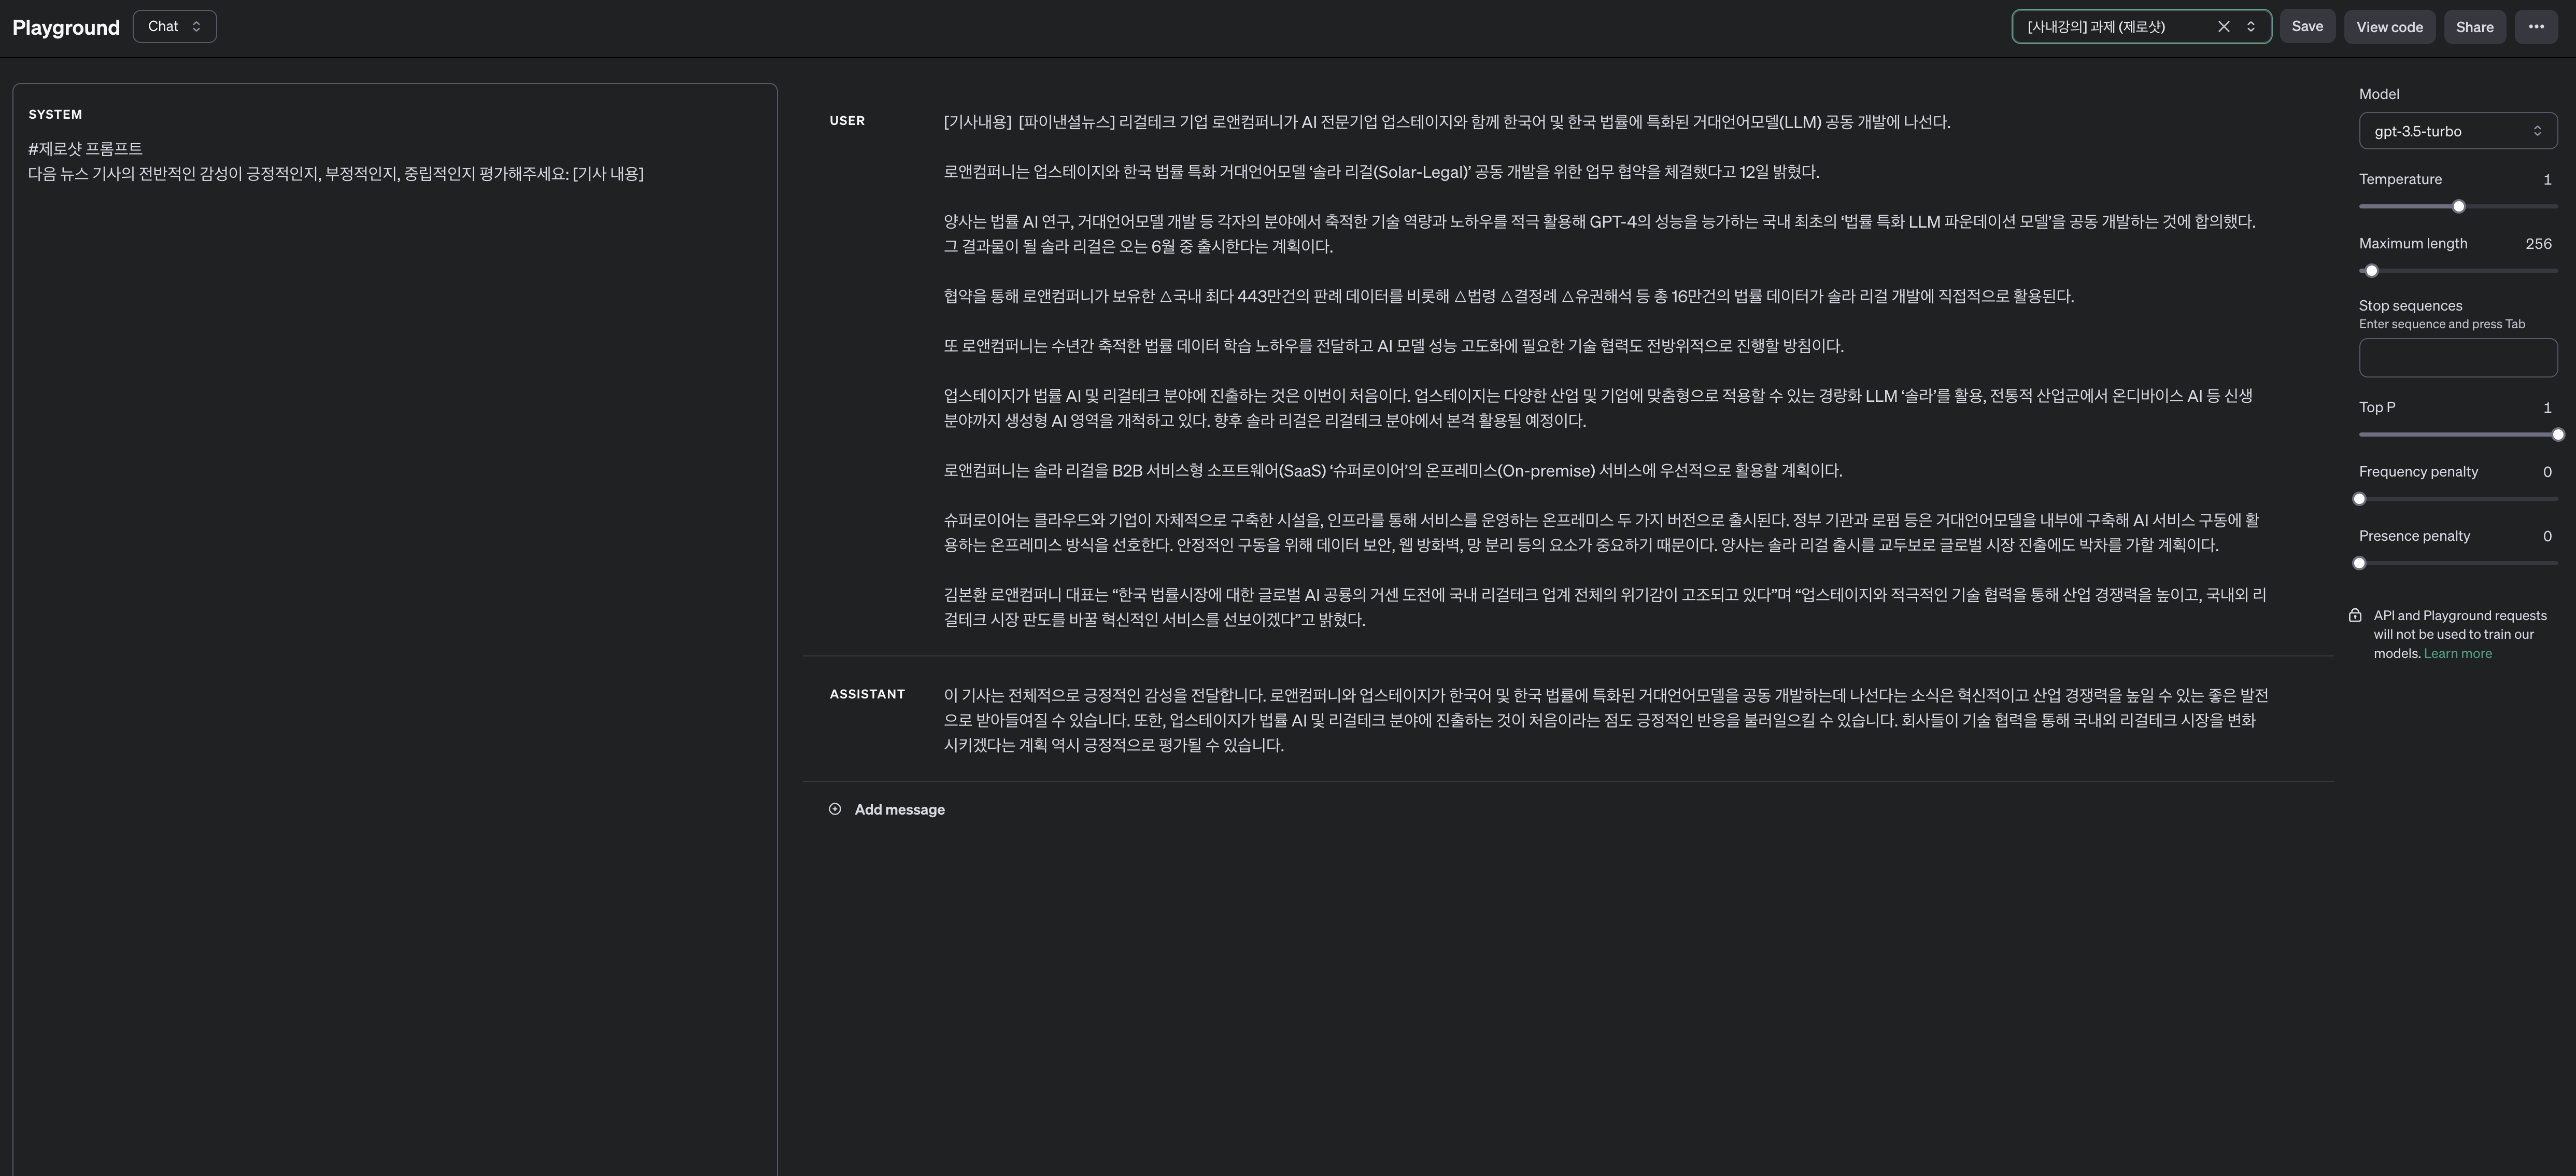 Playground
Chat
[사내강의] 과제 (제로샷)
Save
View code
Share
SYSTEM
#제로샷 프롬프트
다음 뉴스 기사의 전반적인 감성이 긍정적인지, 부정적인지, 중립적인지 평가해주세요: [기사 내용]
USER
[기사내용] [파이낸셜뉴스] 리걸테크 기업 로앤컴퍼니가 AI 전문기업 업스테이지와 함께 한국어 및 한국 법률에 특화된 거대언어모델(LLM) 공동 개발에 나선다.
로앤컴퍼니는 업스테이지와 한국 법률 특화 거대언어모델 ‘솔라 리걸(Solar-Legal)’ 공동 개발을 위한 업무 협약을 체결했다고 12일 밝혔다.
양사는 법률 AI 연구, 거대언어모델 개발 등 각자의 분야에서 축적한 기술 역량과 노하우를 적극 활용해 GPT-4의 성능을 능가하는 국내 최초의 ‘법률 특화 LLM 파운데이션 모델’을 공동 개발하는 것에 합의했다.
그 결과물이 될 솔라 리걸은 오는 6월 중 출시한다는 계획이다.
협약을 통해 로앤컴퍼니가 보유한 △국내 최다 443만건의 판례 데이터를 비롯해 △법령 △결정례 △유권해석 등 총 16만건의 법률 데이터가 솔라 리걸 개발에 직접적으로 활용된다.
또 로앤컴퍼니는 수년간 축적한 법률 데이터 학습 노하우를 전달하고 AI 모델 성능 고도화에 필요한 기술 협력도 전방위적으로 진행할 방침이다.
업스테이지가 법률 AI 및 리걸테크 분야에 진출하는 것은 이번이 처음이다. 업스테이지는 다양한 산업 및 기업에 맞춤형으로 적용할 수 있는 경량화 LLM ‘솔라’를 활용, 전통적 산업군에서 온디바이스 AI 등 신생
분야까지 생성형 AI 영역을 개척하고 있다. 향후 솔라 리걸은 리걸테크 분야에서 본격 활용될 예정이다.
로앤컴퍼니는 솔라 리걸을 B2B 서비스형 소프트웨어(SaaS) ‘슈퍼로이어’의 온프레미스(On-premise) 서비스에 우선적으로 활용할 계획이다.
슈퍼로이어는 클라우드와 기업이 자체적으로 구축한 시설을, 인프라를 통해 서비스를 운영하는 온프레미스 두 가지 버전으로 출시된다. 정부 기관과 로펌 등은 거대언어모델을 내부에 구축해 AI 서비스 구동에 활
용하는 온프레미스 방식을 선호한다. 안정적인 구동을 위해 데이터 보안, 웹 방화벽, 망 분리 등의 요소가 중요하기 때문이다. 양사는 솔라 리걸 출시를 교두보로 글로벌 시장 진출에도 박차를 가할 계획이다.
김본환 로앤컴퍼니 대표는 “한국 법률시장에 대한 글로벌 AI 공룡의 거센 도전에 국내 리걸테크 업계 전체의 위기감이 고조되고 있다”며 “업스테이지와 적극적인 기술 협력을 통해 산업 경쟁력을 높이고, 국내외 리
걸테크 시장 판도를 바꿀 혁신적인 서비스를 선보이겠다”고 밝혔다.
ASSISTANT
이 기사는 전체적으로 긍정적인 감성을 전달합니다. 로앤컴퍼니와 업스테이지가 한국어 및 한국 법률에 특화된 거대언어모델을 공동 개발하는데 나선다는 소식은 혁신적이고 산업 경쟁력을 높일 수 있는 좋은 발전
으로 받아들여질 수 있습니다. 또한, 업스테이지가 법률 AI 및 리걸테크 분야에 진출하는 것이 처음이라는 점도 긍정적인 반응을 불러일으킬 수 있습니다. 회사들이 기술 협력을 통해 국내외 리걸테크 시장을 변화
시키겠다는 계획 역시 긍정적으로 평가될 수 있습니다.
Add message
Model
gpt-3.5-turbo
Temperature 1
Maximum length 256
Stop sequences
Enter sequence and press Tab
Top P 1
Frequency penalty 0
Presence penalty 0
API and Playground requests
will not be used to train our
models. Learn more